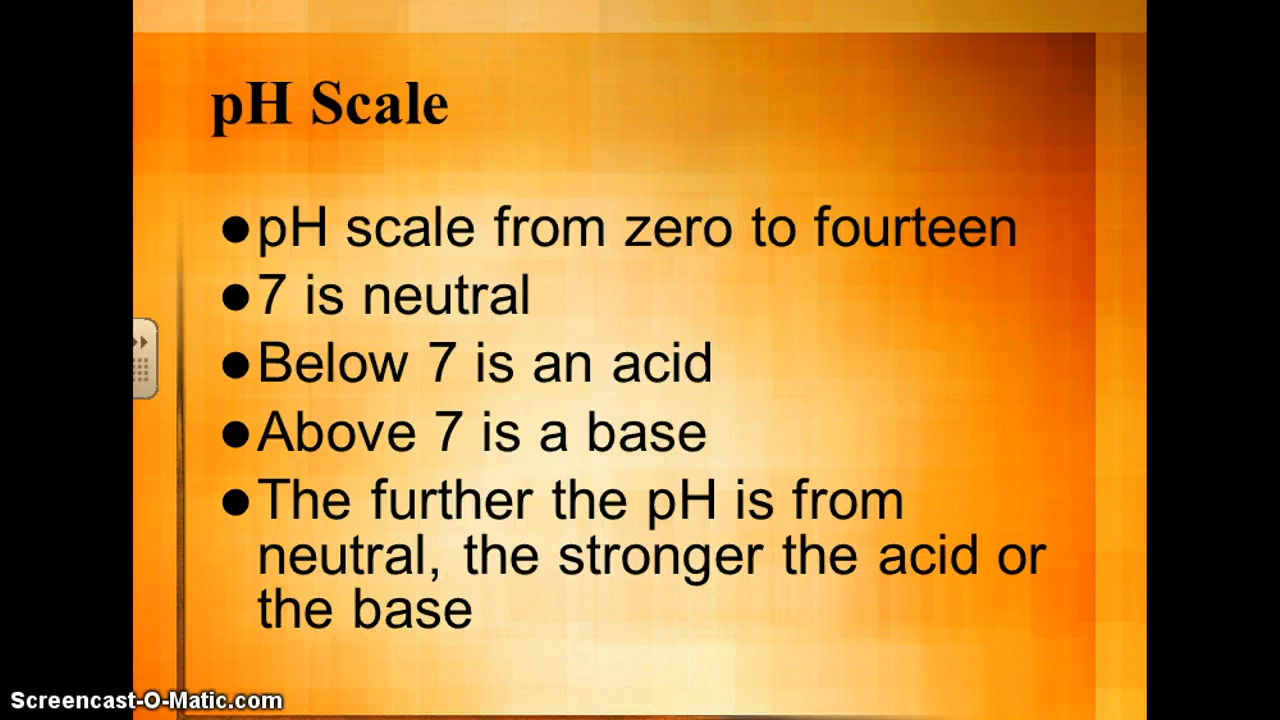 pH Scale
●pH scale from zero to fourteen
●7 is neutral
●Below 7 is an acid
●Above 7 is a base
●The further the pH is from
neutral, the stronger the acid or
the base
Screencast-O-Matic.com